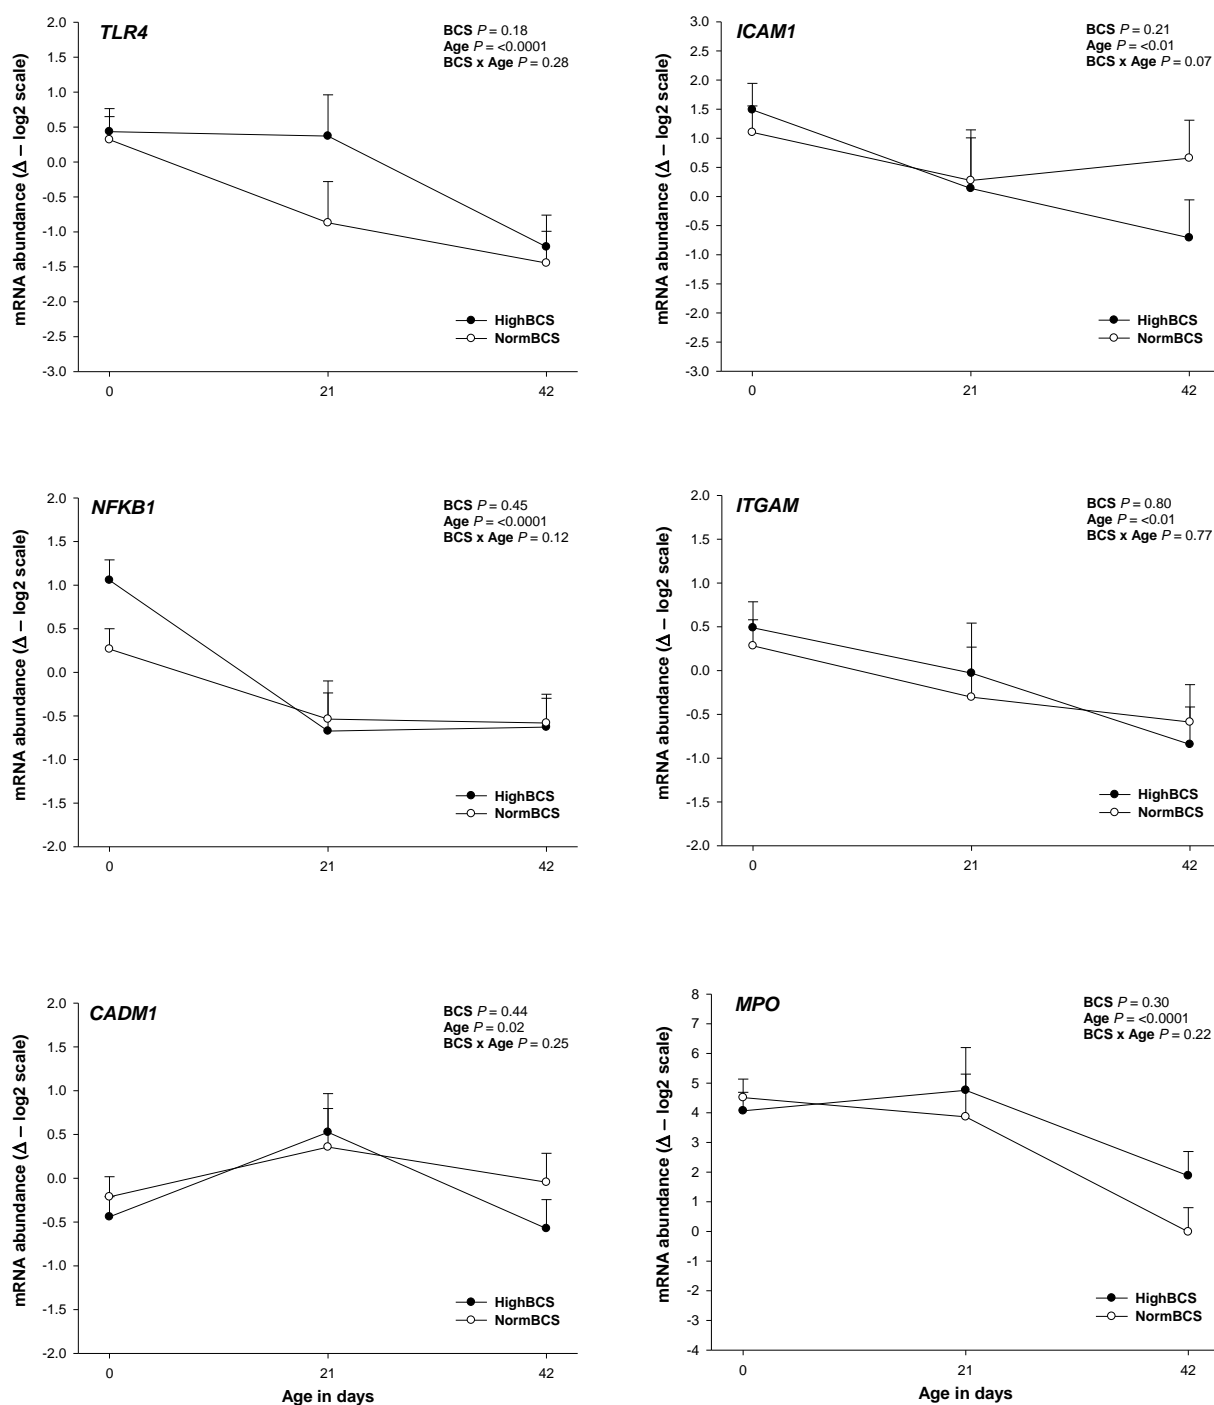 TLR4
BCS P = 0.18
Age P = <0.0001
BCS x Age P = 0.28
mRNA abundance (Δ – log2 scale)
2.0
1.5
1.0
0.5
0.0
-0.5
-1.0
-1.5
-2.0
-2.5
-3.0
HighBCS
NormBCS
0 21 42
ICAM1
BCS P = 0.21
Age P = <0.01
BCS x Age P = 0.07
mRNA abundance (Δ – log2 scale)
3.0
2.5
2.0
1.5
1.0
0.5
0.0
-0.5
-1.0
-1.5
-2.0
-2.5
-3.0
HighBCS
NormBCS
0 21 42
NFKB1
BCS P = 0.45
Age P = <0.0001
BCS x Age P = 0.12
mRNA abundance (Δ – log2 scale)
2.0
1.5
1.0
0.5
0.0
-0.5
-1.0
-1.5
-2.0
HighBCS
NormBCS
0 21 42
ITGAM
BCS P = 0.80
Age P = <0.01
BCS x Age P = 0.77
mRNA abundance (Δ – log2 scale)
2.0
1.5
1.0
0.5
0.0
-0.5
-1.0
-1.5
-2.0
HighBCS
NormBCS
0 21 42
CADM1
BCS P = 0.44
Age P = 0.02
BCS x Age P = 0.25
mRNA abundance (Δ – log2 scale)
2.0
1.5
1.0
0.5
0.0
-0.5
-1.0
-1.5
-2.0
HighBCS
NormBCS
0 21 42
Age in days
MPO
BCS P = 0.30
Age P = <0.0001
BCS x Age P = 0.22
mRNA abundance (Δ – log2 scale)
8
7
6
5
4
3
2
1
0
-1
-2
-3
-4
HighBCS
NormBCS
0 21 42
Age in days